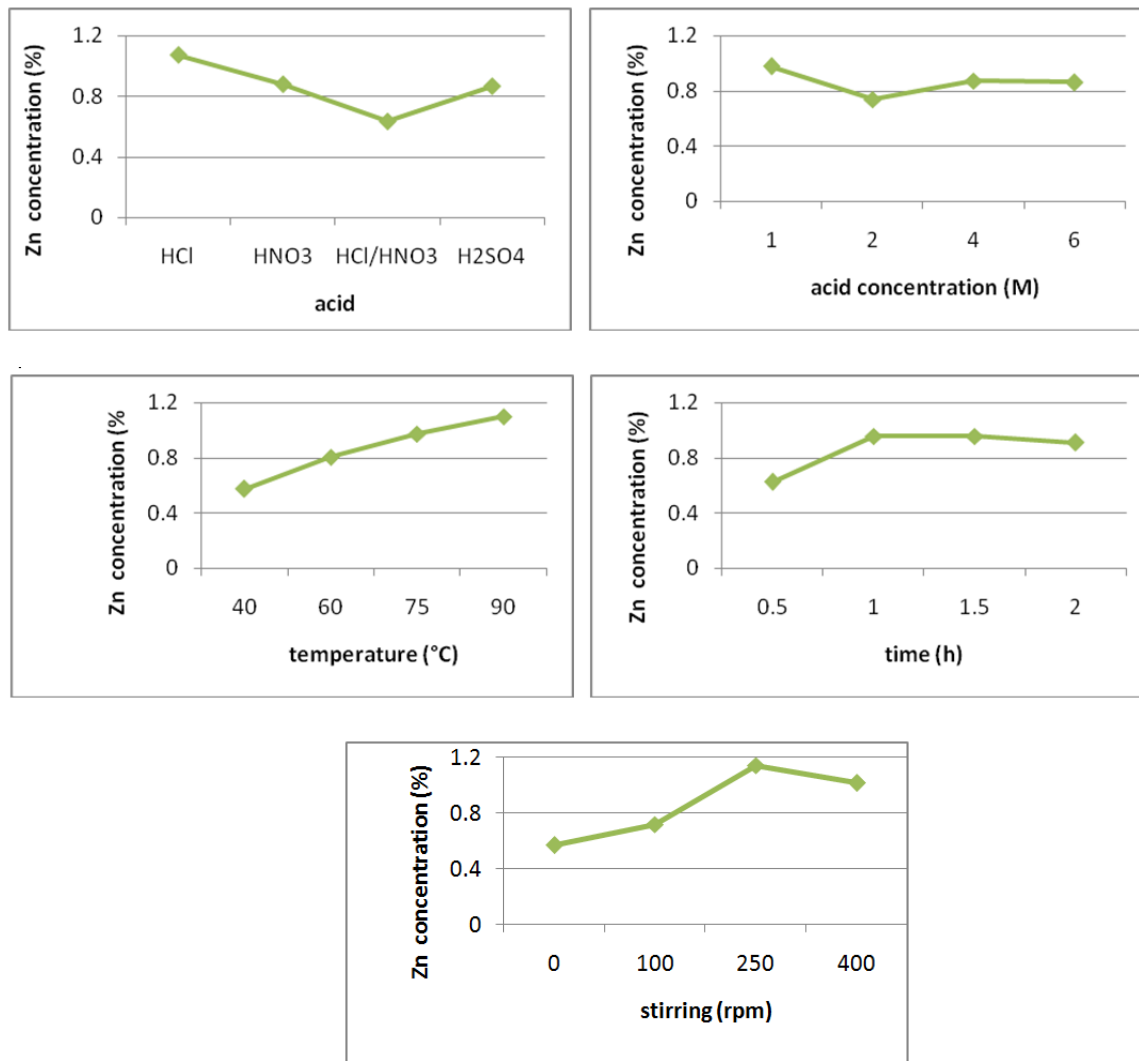 Zn concentration (%)
1.2
0.8
0.4
0
HCl HNO3 HCl/HNO3 H2SO4
acid
Zn concentration (%)
1.2
0.8
0.4
0
1 2 4 6
acid concentration (M)
Zn concentration (%
1.2
0.8
0.4
0
40 60 75 90
temperature (°C)
Zn concentration (%)
1.2
0.8
0.4
0
0.5 1 1.5 2
time (h)
Zn concentration (%)
1.2
0.8
0.4
0
0 100 250 400
stirring (rpm)